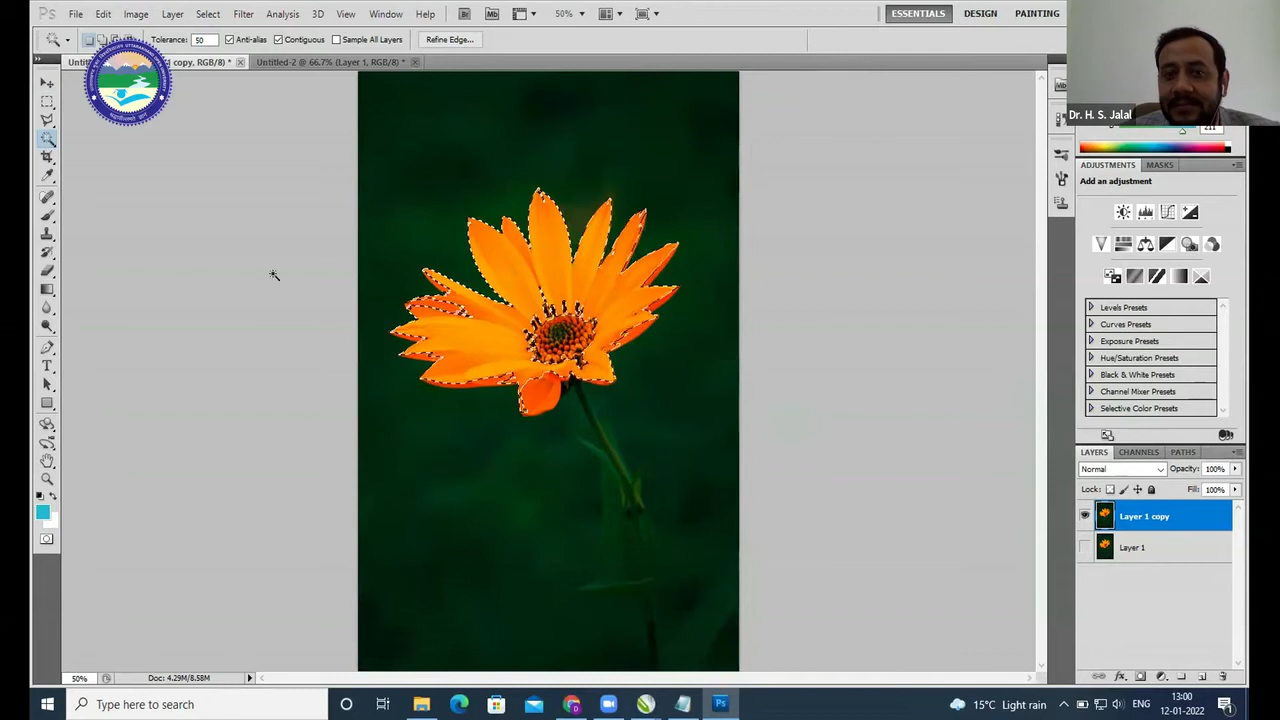 Ps File Edit Image Layer Select Filter Analysis 3D View Window Help Br Mb 50% ESSENTIALS DESIGN PAINTING
Tolerance: 50 Anti-alias Contiguous Sample All Layers Refine Edge...
copy, RGB/8) * Untitled-2 @ 66.7% (Layer 1, RGB/8) *
Dr. H. S. Jalal
211
ADJUSTMENTS MASKS
Add an adjustment
Levels Presets
Curves Presets
Exposure Presets
Hue/Saturation Presets
Black & White Presets
Channel Mixer Presets
Selective Color Presets
LAYERS CHANNELS PATHS
Normal Opacity: 100%
Lock: Fill: 100%
Layer 1 copy
Layer 1
50% Doc: 4.29M/8.58M
Type here to search
15°C Light rain ENG
13:00
12-01-2022